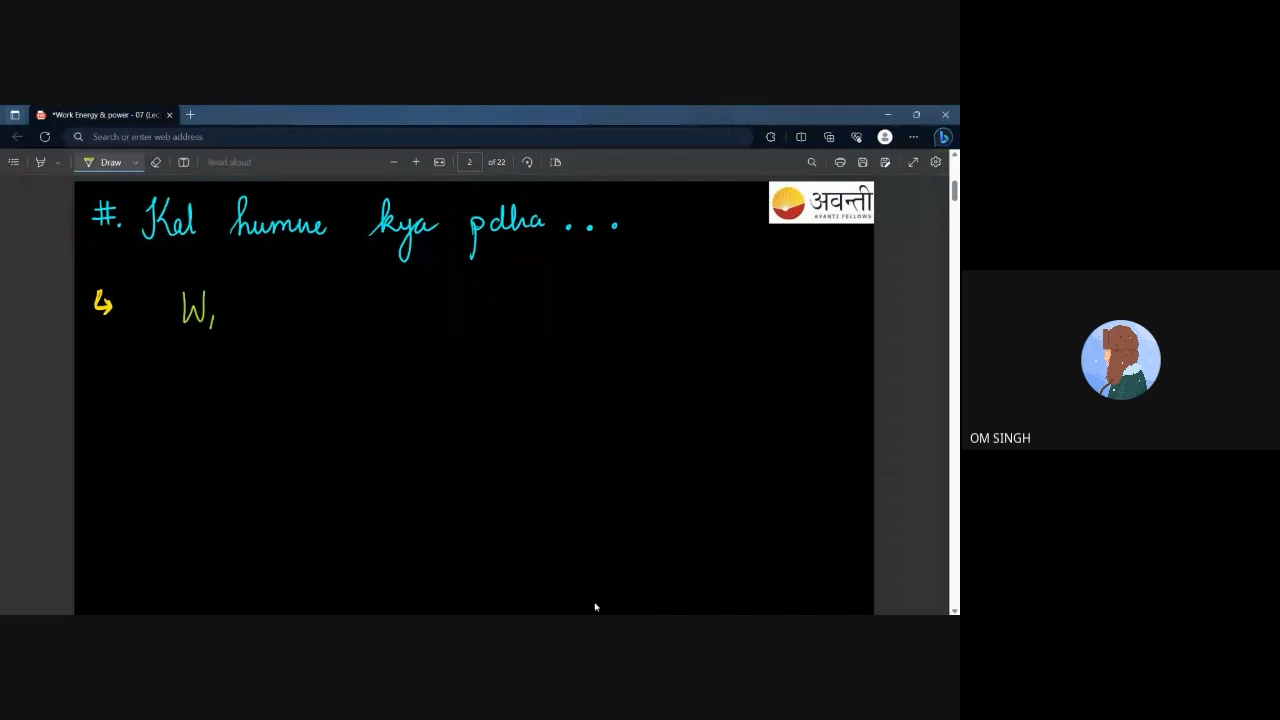 *Work Energy & power - 07 (Lec
Search or enter web address
Draw
Read aloud
2 of 22
#. Kal humne kya pdha ...
अवन्ती
AVANTI FELLOWS
↳ W,
OM SINGH